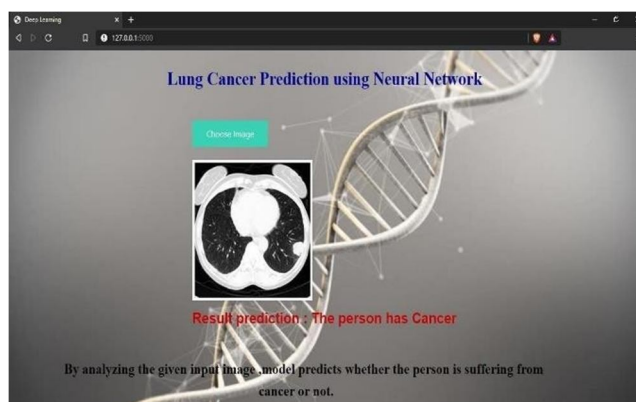 Deep Learning
127.0.0.1:5000
Lung Cancer Prediction using Neural Network
Choose Image
Result prediction : The person has Cancer
By analyzing the given input image ,model predicts whether the person is suffering from
cancer or not.